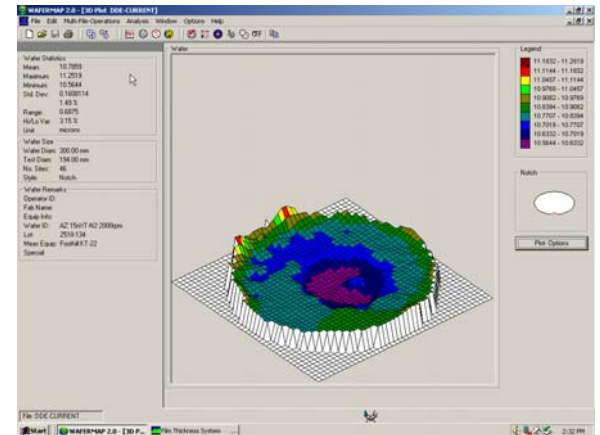 WAFERMAP 2.0 - [3D Plot DDE-CURRENT]
File Edit Multi-File-Operations Analysis Window Options Help
Wafer Statistics
Mean: 10.7859
Maximum: 11.2519
Minimum: 10.5644
Std. Dev: 0.1608114
1.49 %
Range: 0.6875
Hi/Lo Var 3.15 %
Unit microns
Wafer Size
Wafer Diam: 300.00 mm
Test Diam: 194.00 mm
No. Sites: 46
Style: Notch
Wafer Remarks
Operator ID:
Fab Name:
Equip Info:
Wafer ID: AZ 15nXT #2 2000rpm
Lot: 2518-134
Meas Equip: Foothill KT-22
Special:
Wafer
Legend
11.1832 - 11.2519
11.1144 - 11.1832
11.0457 - 11.1144
10.9769 - 11.0457
10.9082 - 10.9769
10.8394 - 10.9082
10.7707 - 10.8394
10.7019 - 10.7707
10.6332 - 10.7019
10.5644 - 10.6332
Notch
Plot Options
File: DDE-CURRENT
Start WAFERMAP 2.0 - [3D P... Film Thickness System ... 2:32 PM